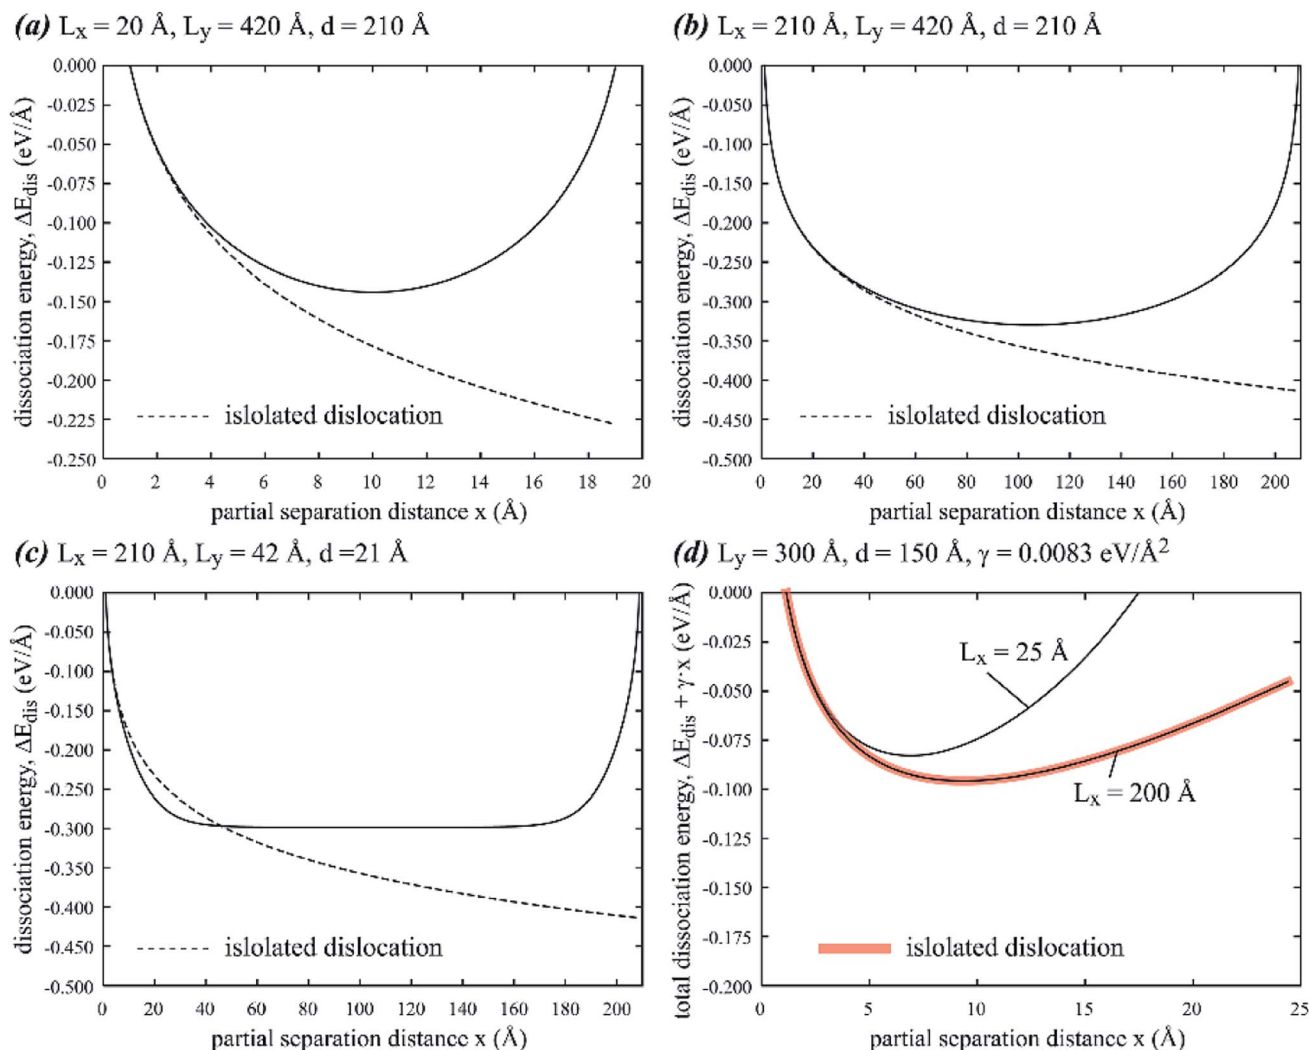 (a) Lx = 20 Å, Ly = 420 Å, d = 210 Å
dissociation energy, ΔEdis (eV/Å)
0.000
-0.025
-0.050
-0.075
-0.100
-0.125
-0.150
-0.175
-0.200
-0.225
-0.250
islolated dislocation
0 2 4 6 8 10 12 14 16 18 20
partial separation distance x (Å)
(b) Lx = 210 Å, Ly = 420 Å, d = 210 Å
dissociation energy, ΔEdis (eV/Å)
0.000
-0.050
-0.100
-0.150
-0.200
-0.250
-0.300
-0.350
-0.400
-0.450
-0.500
islolated dislocation
0 20 40 60 80 100 120 140 160 180 200
partial separation distance x (Å)
(c) Lx = 210 Å, Ly = 42 Å, d =21 Å
dissociation energy, ΔEdis (eV/Å)
0.000
-0.050
-0.100
-0.150
-0.200
-0.250
-0.300
-0.350
-0.400
-0.450
-0.500
islolated dislocation
0 20 40 60 80 100 120 140 160 180 200
partial separation distance x (Å)
(d) Ly = 300 Å, d = 150 Å, γ = 0.0083 eV/Å²
total dissociation energy, ΔEdis + γ·x (eV/Å)
0.000
-0.025
-0.050
-0.075
-0.100
-0.125
-0.150
-0.175
-0.200
Lx = 25 Å
Lx = 200 Å
islolated dislocation
0 5 10 15 20 25
partial separation distance x (Å)